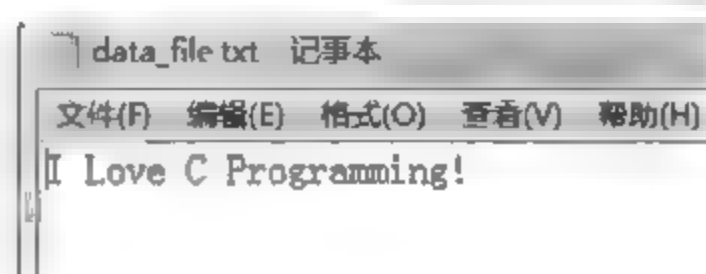 data_file txt 记事本
文件(F) 编辑(E) 格式(O) 查看(V) 帮助(H)
I Love C Programming!